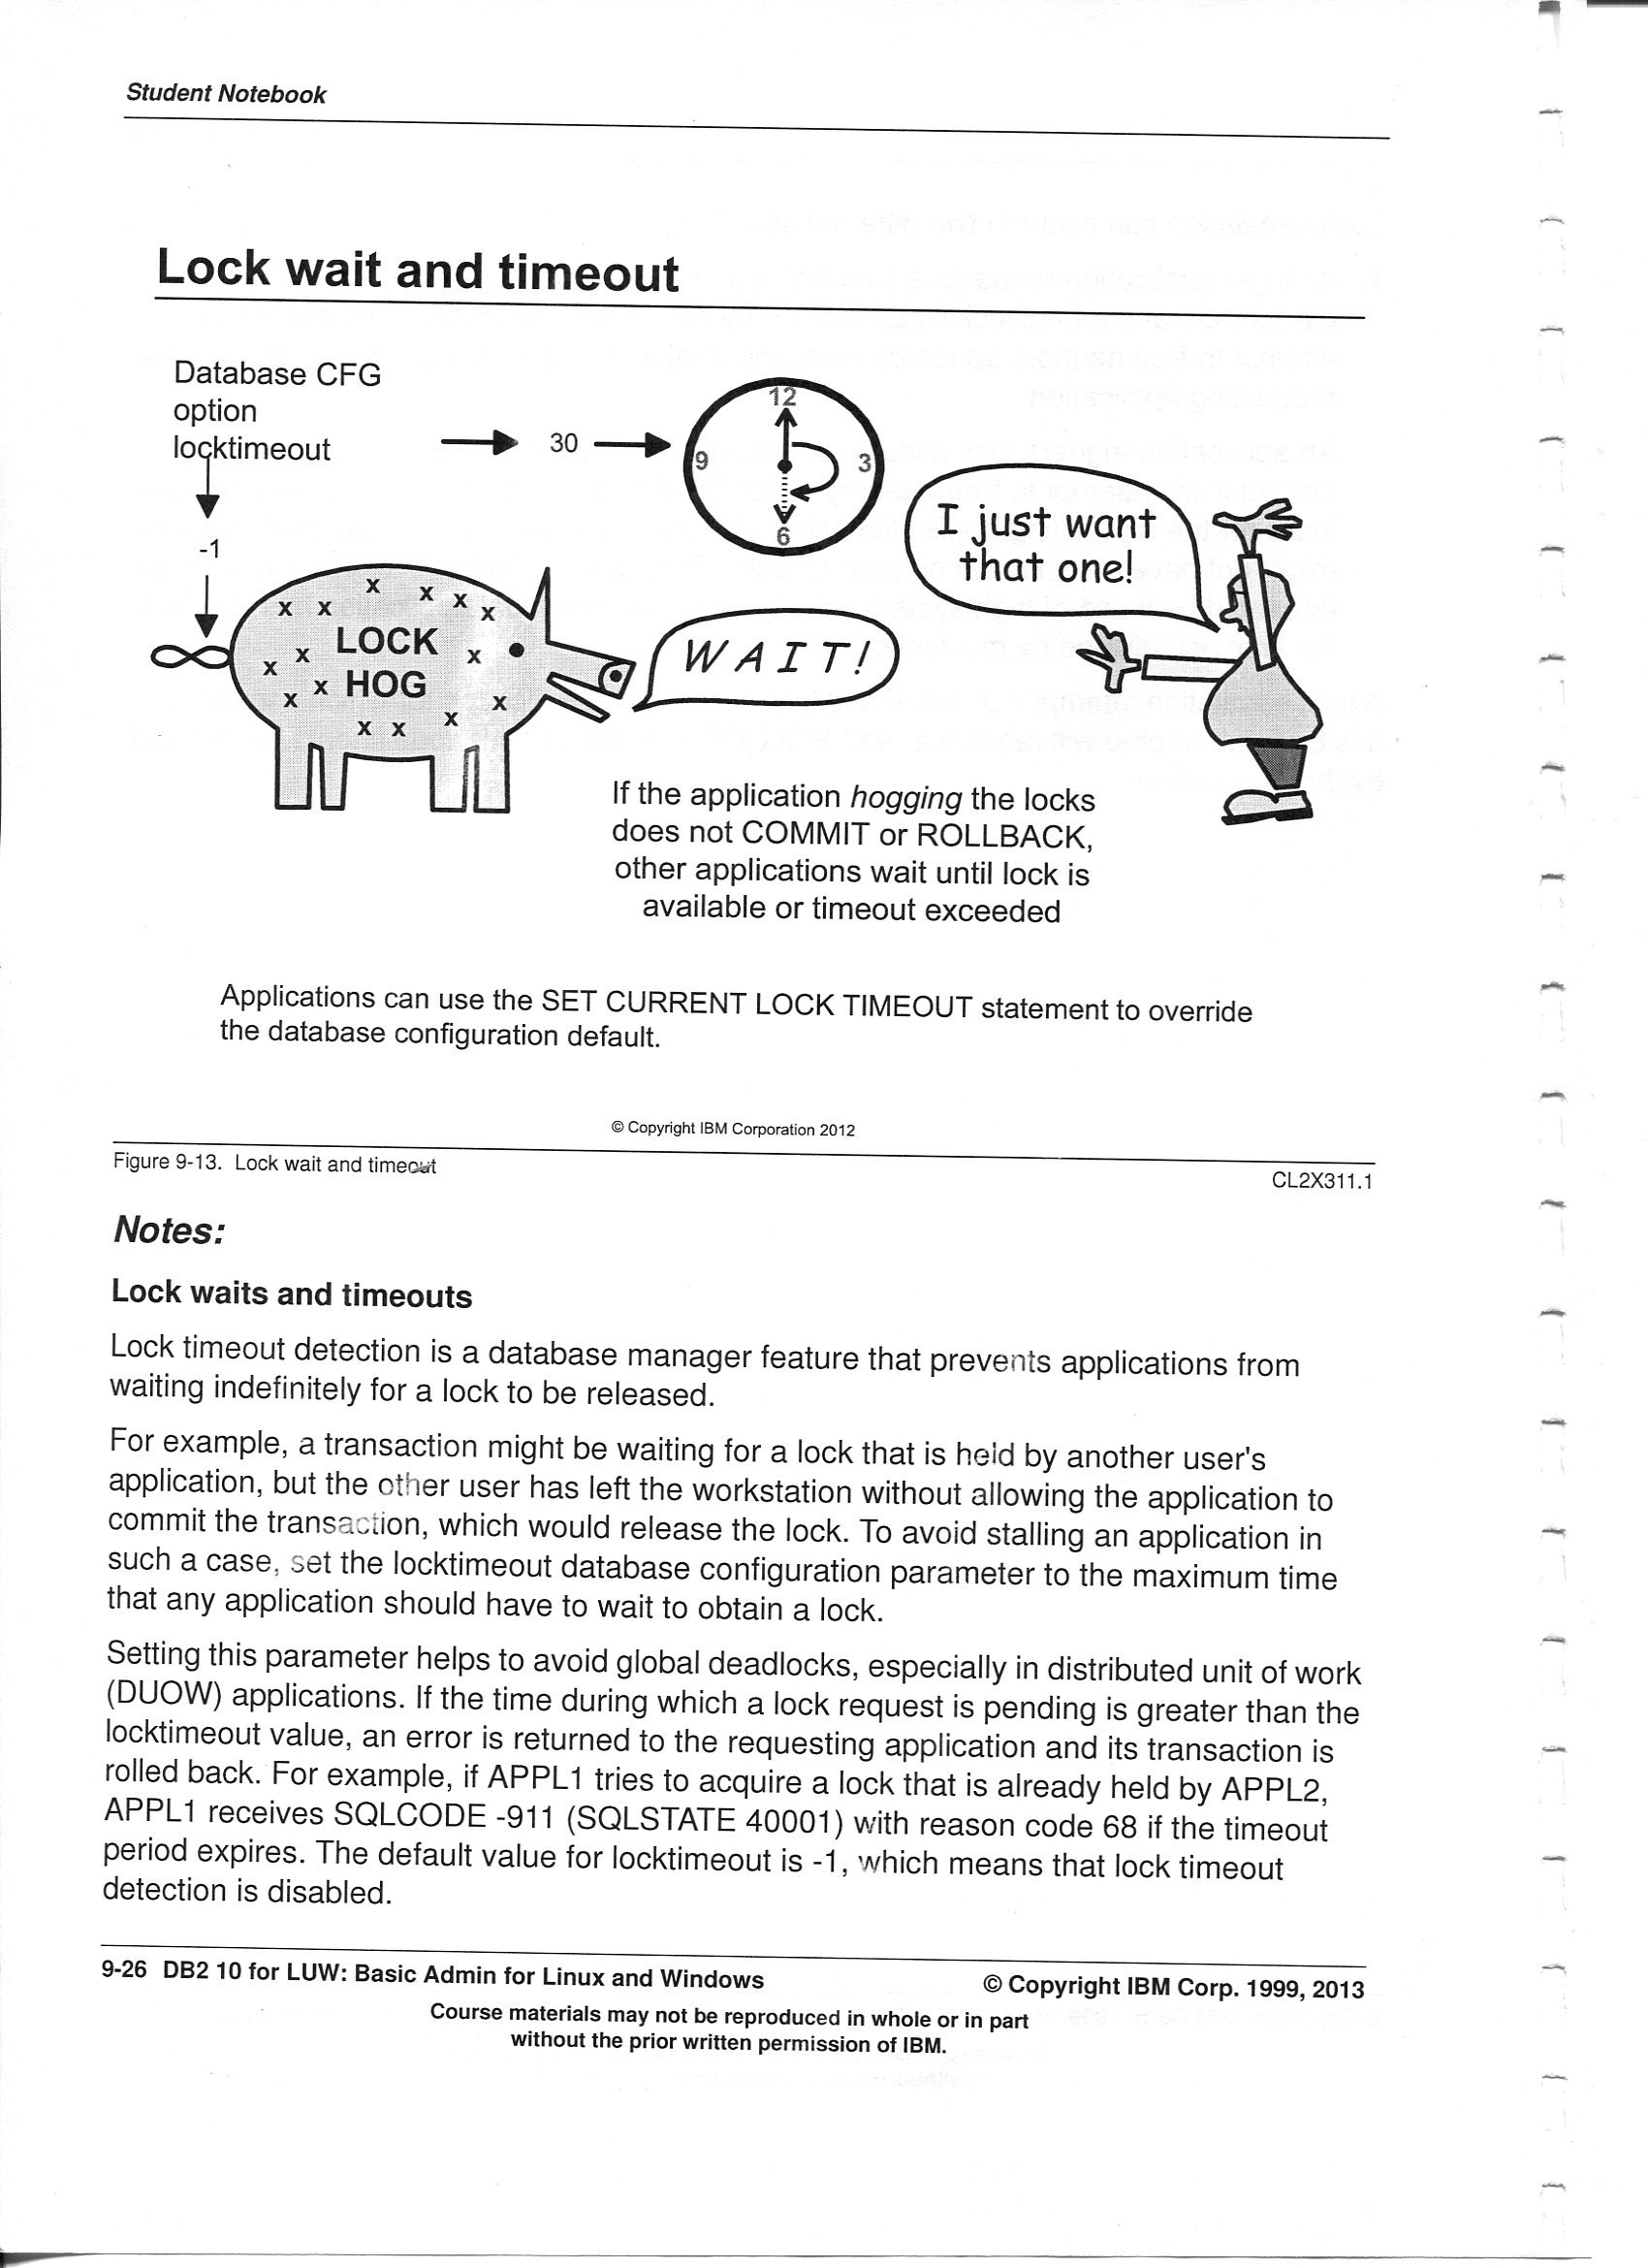 Student Notebook
Lock wait and timeout
Database CFG
option
locktimeout
30
-1
12
9
3
6
I just want
that one!
x x x x x x
x x LOCK x
x x HOG x
x x x
WAIT!
If the application hogging the locks
does not COMMIT or ROLLBACK,
other applications wait until lock is
available or timeout exceeded
Applications can use the SET CURRENT LOCK TIMEOUT statement to override
the database configuration default.
© Copyright IBM Corporation 2012
Figure 9-13. Lock wait and timeout
CL2X311.1
Notes:
Lock waits and timeouts
Lock timeout detection is a database manager feature that prevents applications from
waiting indefinitely for a lock to be released.
For example, a transaction might be waiting for a lock that is held by another user's
application, but the other user has left the workstation without allowing the application to
commit the transaction, which would release the lock. To avoid stalling an application in
such a case, set the locktimeout database configuration parameter to the maximum time
that any application should have to wait to obtain a lock.
Setting this parameter helps to avoid global deadlocks, especially in distributed unit of work
(DUOW) applications. If the time during which a lock request is pending is greater than the
locktimeout value, an error is returned to the requesting application and its transaction is
rolled back. For example, if APPL1 tries to acquire a lock that is already held by APPL2,
APPL1 receives SQLCODE -911 (SQLSTATE 40001) with reason code 68 if the timeout
period expires. The default value for locktimeout is -1, which means that lock timeout
detection is disabled.
9-26 DB2 10 for LUW: Basic Admin for Linux and Windows
© Copyright IBM Corp. 1999, 2013
Course materials may not be reproduced in whole or in part
without the prior written permission of IBM.